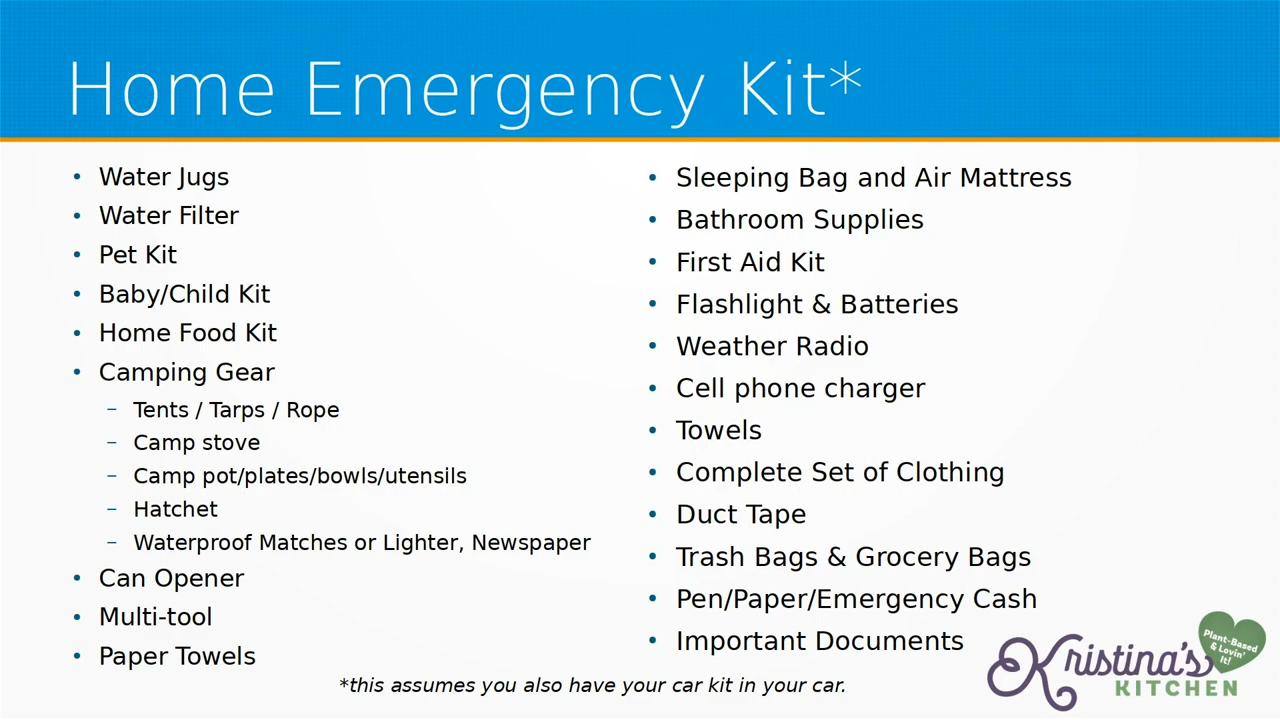 Home Emergency Kit*
• Water Jugs
• Water Filter
• Pet Kit
• Baby/Child Kit
• Home Food Kit
• Camping Gear
– Tents / Tarps / Rope
– Camp stove
– Camp pot/plates/bowls/utensils
– Hatchet
– Waterproof Matches or Lighter, Newspaper
• Can Opener
• Multi-tool
• Paper Towels
• Sleeping Bag and Air Mattress
• Bathroom Supplies
• First Aid Kit
• Flashlight & Batteries
• Weather Radio
• Cell phone charger
• Towels
• Complete Set of Clothing
• Duct Tape
• Trash Bags & Grocery Bags
• Pen/Paper/Emergency Cash
• Important Documents
*this assumes you also have your car kit in your car.
Plant-Based
& Lovin'
It!
Kristina's
KITCHEN